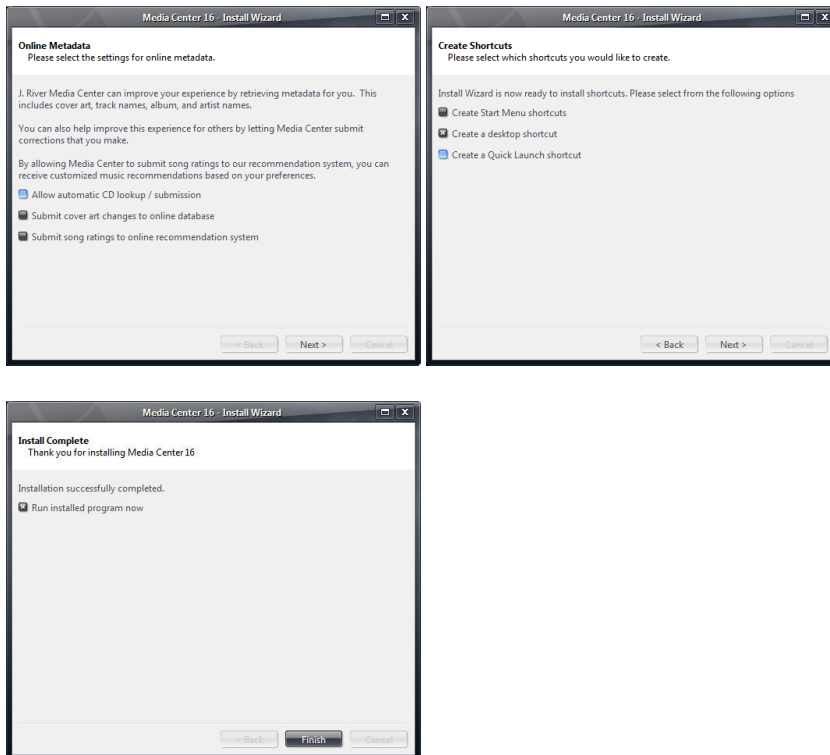 Media Center 16 - Install Wizard
X
Online Metadata
Please select the settings for online metadata.
J. River Media Center can improve your experience by retrieving metadata for you. This
includes cover art, track names, album, and artist names.
You can also help improve this experience for others by letting Media Center submit
corrections that you make.
By allowing Media Center to submit song ratings to our recommendation system, you can
receive customized music recommendations based on your preferences.
Allow automatic CD lookup / submission
Submit cover art changes to online database
Submit song ratings to online recommendation system
< Back Next > Cancel
Media Center 16 - Install Wizard
X
Create Shortcuts
Please select which shortcuts you would like to create.
Install Wizard is now ready to install shortcuts. Please select from the following options
Create Start Menu shortcuts
Create a desktop shortcut
Create a Quick Launch shortcut
< Back Next > Cancel
Media Center 16 - Install Wizard
X
Install Complete
Thank you for installing Media Center 16
Installation successfully completed.
Run installed program now
< Back Finish Cancel